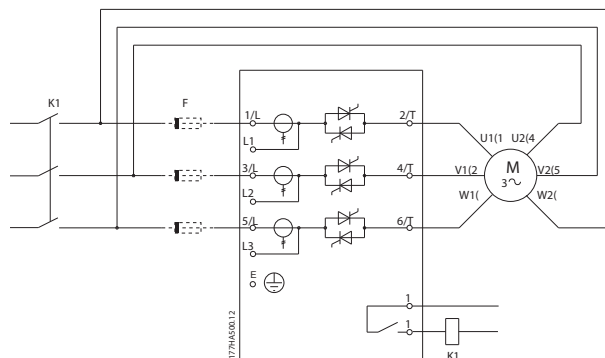 K1
F
1/L
2/T
L1
3/L
4/T
L2
5/L
6/T
L3
E
U1(1 U2(4
V1(2 M V2(5
3~
W1( W2(
1
1
K1
177HA500.12